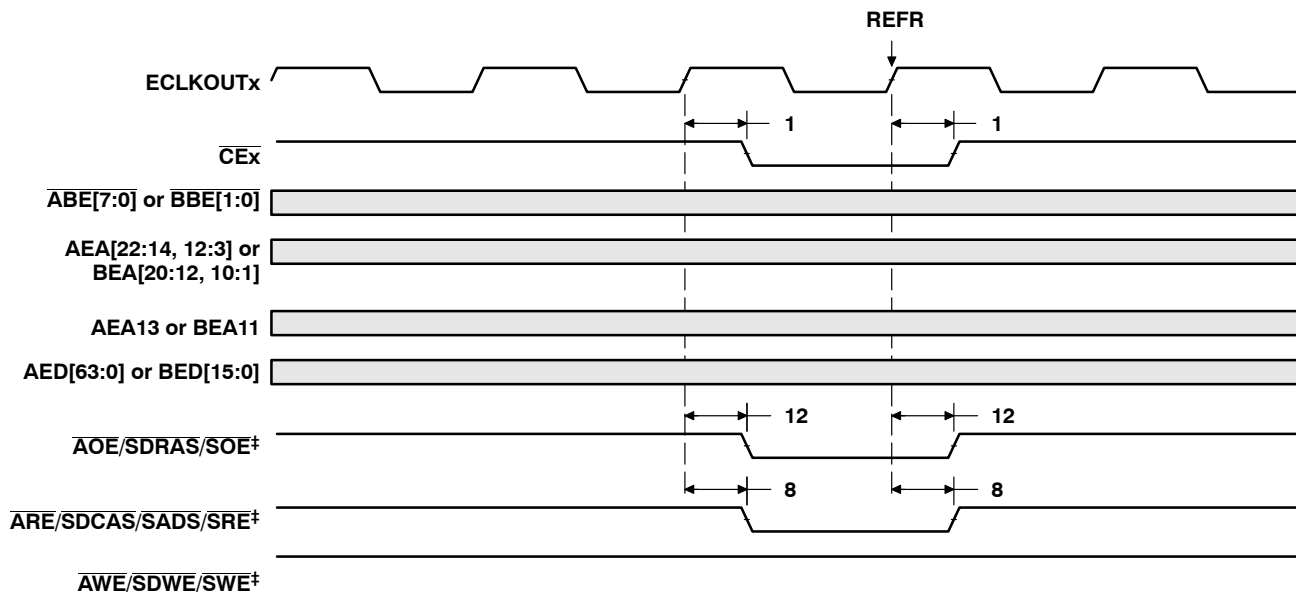 REFR
ECLKOUTx
1 1
CEx
ABE[7:0] or BBE[1:0]
AEA[22:14, 12:3] or
BEA[20:12, 10:1]
AEA13 or BEA11
AED[63:0] or BED[15:0]
12 12
AOE/SDRAS/SOE‡
8 8
ARE/SDCAS/SADS/SRE‡
AWE/SDWE/SWE‡